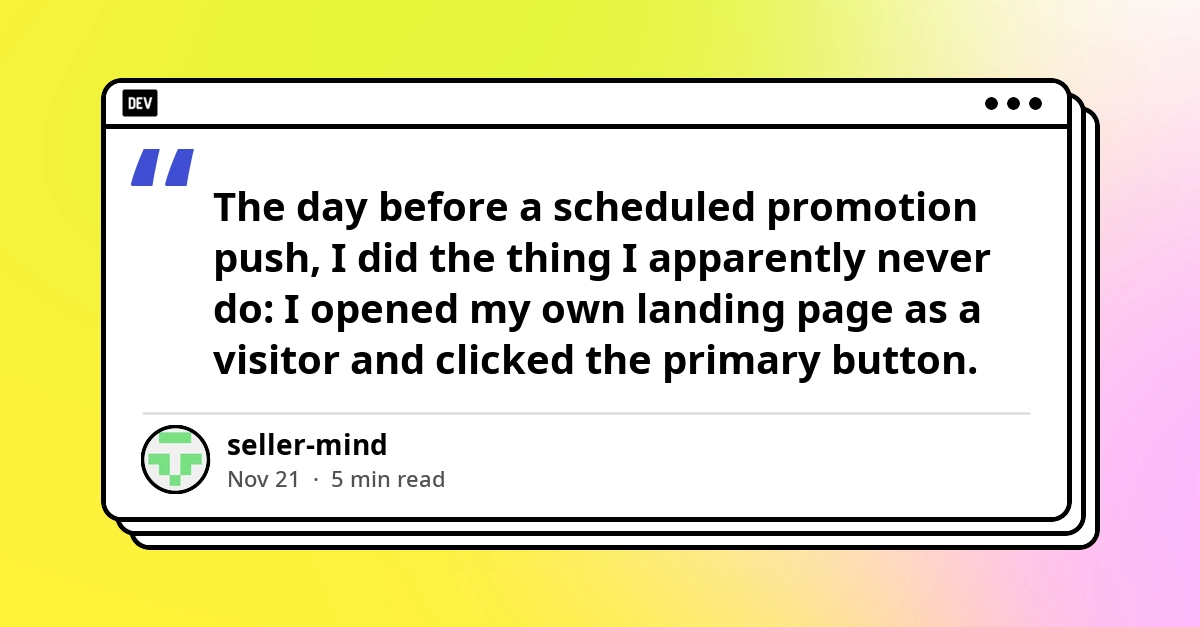 DEV
“
The day before a scheduled promotion
push, I did the thing I apparently never
do: I opened my own landing page as a
visitor and clicked the primary button.
seller-mind
Nov 21 · 5 min read